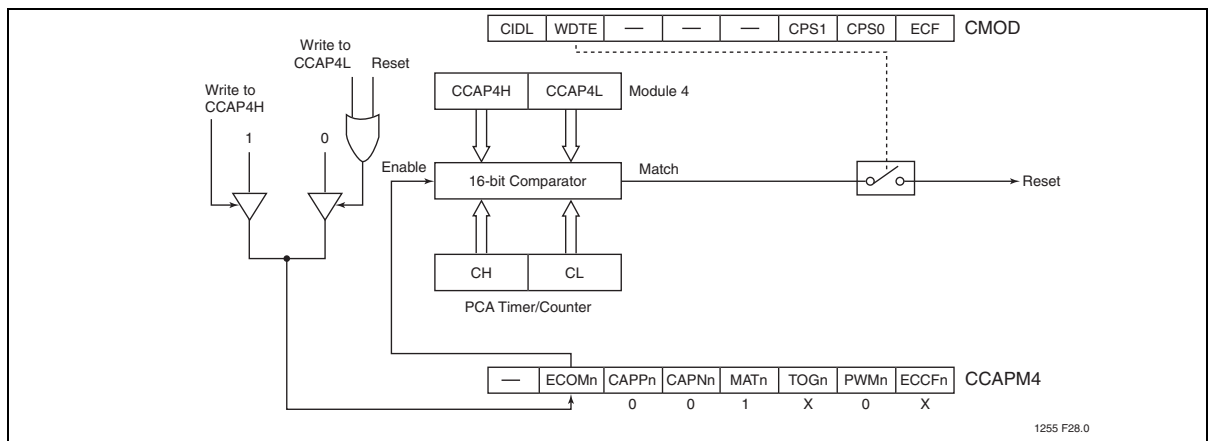 CIDL WDTE — — — CPS1 CPS0 ECF CMOD
Write to
CCAP4L Reset
Write to
CCAP4H
CCAP4H CCAP4L Module 4
1 0
Enable
16-bit Comparator
Match
Reset
CH CL
PCA Timer/Counter
— ECOMn CAPPn CAPNn MATn TOGn PWMn ECCFn CCAPM4
0 0 1 X 0 X
1255 F28.0